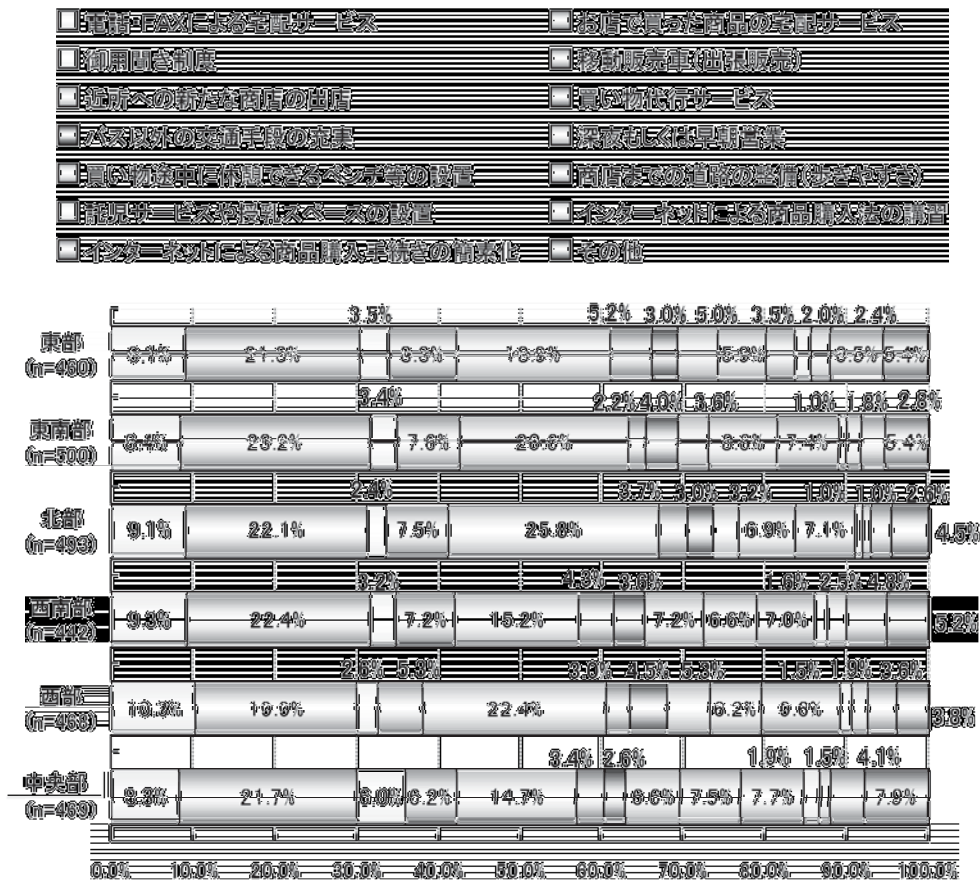 電話・FAXによる宅配サービス
お店で買った商品の宅配サービス
御用聞き制度
移動販売車(出張販売)
近所への新たな商店の出店
買い物代行サービス
バス以外の交通手段の充実
深夜もしくは早朝営業
買い物途中に休憩できるベンチ等の設置
商店までの道路の整備(歩きやすさ)
託児サービスや授乳スペースの設置
インターネットによる商品購入法の講習
インターネットによる商品購入手続きの簡素化
その他
3.5% 5.2% 3.0% 5.0% 3.5% 2.0% 2.4%
東部
(n=460)
9.1% 21.3% 5.4%
3.4% 2.2% 4.0% 3.6% 1.0% 1.8% 2.8%
東南部
(n=500)
8.4% 23.2% 7.4% 5.4%
2.4% 3.7% 3.0% 3.2% 1.0% 1.0% 2.6%
北部
(n=493)
9.1% 22.1% 7.5% 25.8% 6.9% 7.1% 4.5%
3.2% 3.6% 1.6% 2.5% 4.8%
西南部
(n=442)
9.3% 22.4% 7.2% 15.2% 7.2% 6.6% 5.2%
4.5% 5.3% 1.5% 1.9% 3.6%
西部
22.4% 6.2%
3.4% 2.6% 1.9% 1.5% 4.1%
中央部
(n=469)
21.7% 6.2% 14.7% 6.6% 7.5% 7.7% 7.9%
0.0% 10.0% 20.0% 30.0% 40.0% 50.0% 60.0% 70.0% 80.0% 90.0% 100.0%